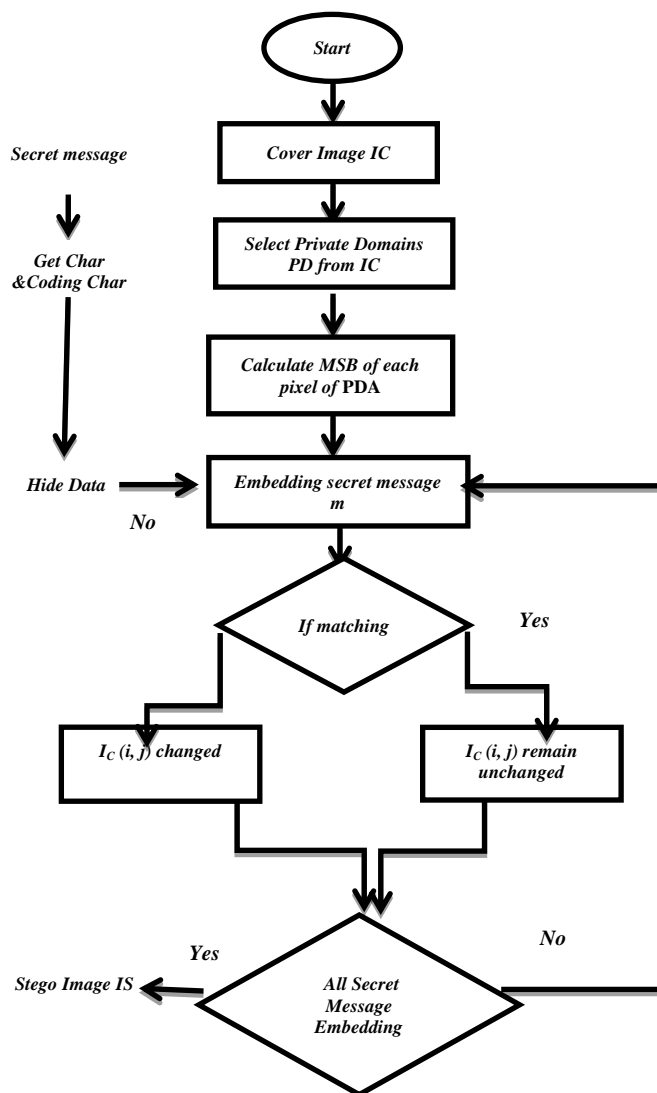 Start
Cover Image IC
Secret message
Select Private Domains
PD from IC
Get Char
&Coding Char
Calculate MSB of each
pixel of PDA
Hide Data
Embedding secret message
m
No
If matching
Yes
I_C (i, j) changed
I_C (i, j) remain
unchanged
Yes
No
Stego Image IS
All Secret
Message
Embedding